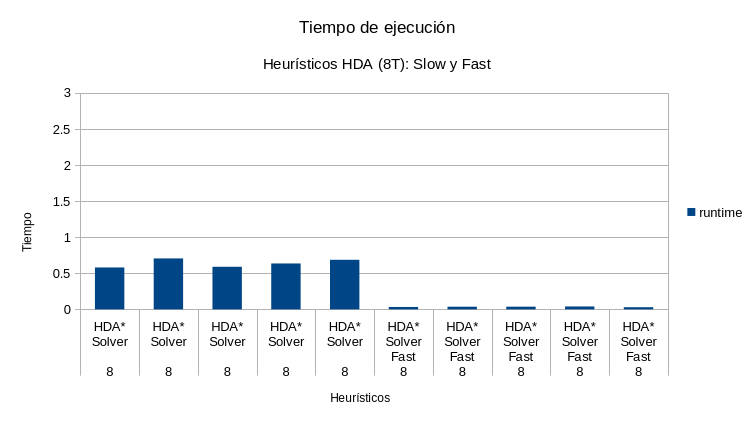 Tiempo de ejecución
Heurísticos HDA (8T): Slow y Fast
3
2.5
2
1.5
1
0.5
0
Tiempo
runtime
HDA* HDA* HDA* HDA* HDA* HDA* HDA* HDA* HDA* HDA*
Solver Solver Solver Solver Solver Solver Solver Solver Solver Solver
Fast Fast Fast Fast Fast
8 8 8 8 8 8 8 8 8 8
Heurísticos